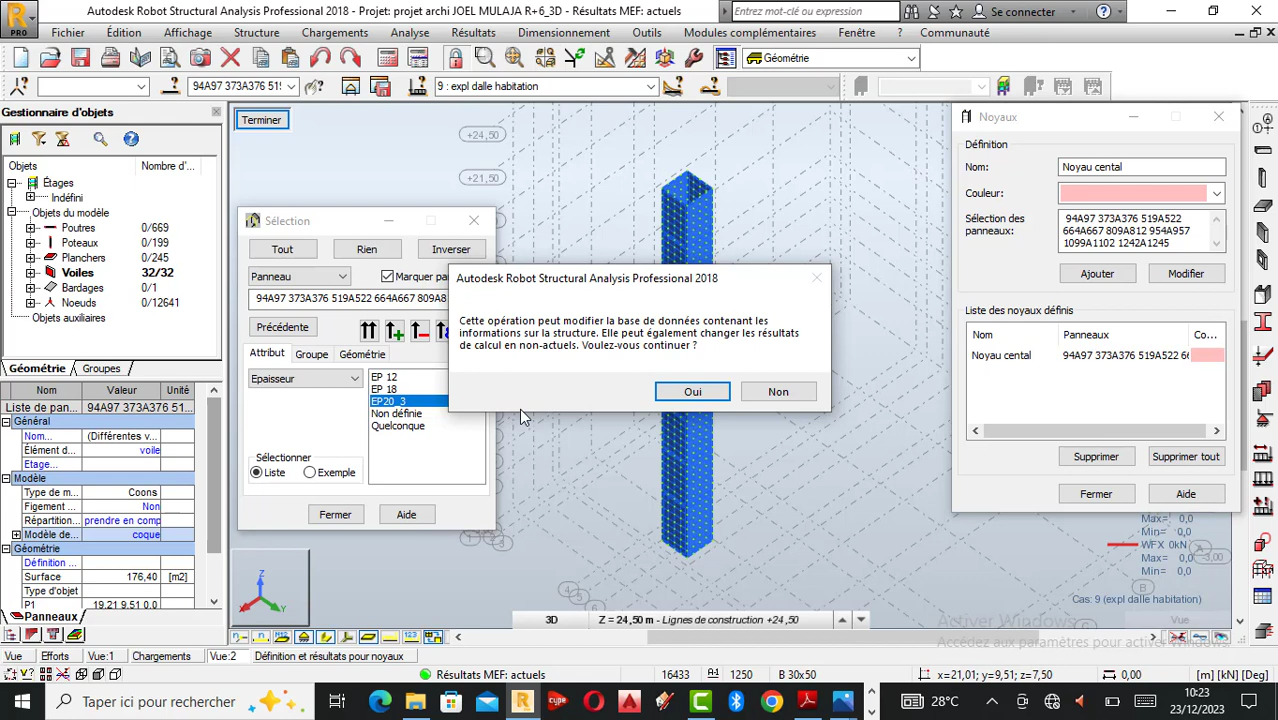 Autodesk Robot Structural Analysis Professional 2018 - Projet: projet archi JOEL MULAJA R+6_3D - Résultats MEF: actuels
Entrez mot-clé ou expression
Se connecter
PRO
Fichier Édition Affichage Structure Chargements Analyse Résultats Dimensionnement Outils Modules complémentaires Fenêtre ? Communauté
Géométrie
94A97 373A376 519A5
9 : expl dalle habitation
Gestionnaire d'objets
Objets Nombre d'...
Étages
Indéfini
Objets du modèle
Poutres 0/669
Poteaux 0/199
Planchers 0/245
Voiles 32/32
Bardages 0/1
Noeuds 0/12641
Objets auxiliaires
Géométrie Groupes
Nom Valeur Unité
Liste de pan... 94A97 373A376 51...
Général
Nom... (Différentes v...
Élément d... voile
Etage...
Modèle
Type de m... Coons
Figement ... Non
Répartition... prendre en comp
Modèle de... coque
Géométrie
Définition ...
Surface 176,40 [m2]
Type d'objet
P1 19,21 9,51 0,0
Panneaux
Terminer
+24,50
+21,50
Sélection
Tout Rien Inverser
Panneau Marquer pa
94A97 373A376 519A522 664A667 809A8
Précédente
Attribut Groupe Géométrie
Epaisseur
EP 12
EP 18
EP20_3
Non définie
Quelconque
Sélectionner
Liste Exemple
Fermer Aide
Autodesk Robot Structural Analysis Professional 2018
Cette opération peut modifier la base de données contenant les
informations sur la structure. Elle peut également changer les résultats
de calcul en non-actuels. Voulez-vous continuer ?
Oui Non
Noyaux
Définition
Nom: Noyau cental
Couleur:
Sélection des
panneaux:
94A97 373A376 519A522
664A667 809A812 954A957
1099A1102 1242A1245
Ajouter Modifier
Liste des noyaux définis
Nom Panneaux Co...
Noyau cental 94A97 373A376 519A522 66
Supprimer Supprimer tout
Fermer Aide
Max= 0,0
Min= 0,0
WFX 0kN
Max= 0,0
Min= 0,0
-3,00
B
Cas: 9 (expl dalle habitation)
Z
X
Y
3D Z = 24,50 m - Lignes de construction +24,50
Vue
Activer Windows
Accédez aux paramètres pour activer Windows.
Vue Efforts Vue:1 Chargements Vue:2 Définition et résultats pour noyaux
Résultats MEF: actuels 16433 1250 B 30x50 x=21,01; y=9,51; z=7,50 0,00 [m] [kN] [Deg]
Taper ici pour rechercher
cype
28°C
10:23
23/12/2023